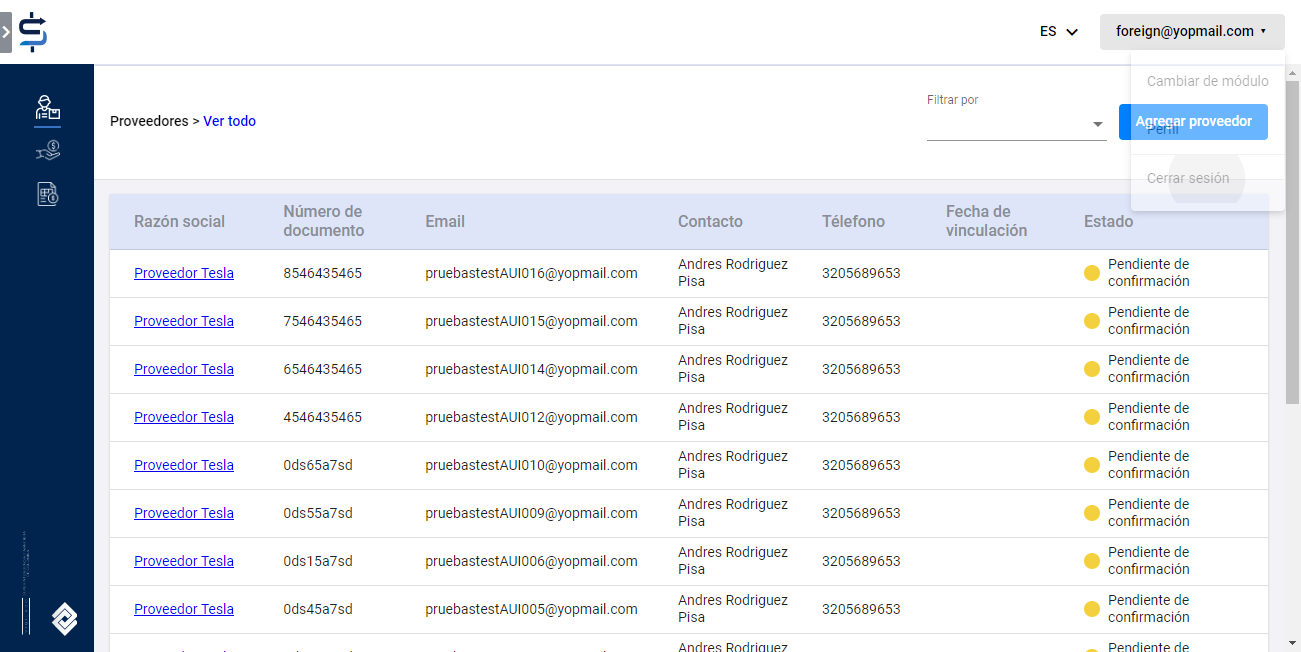 ES
foreign@yopmail.com
Cambiar de módulo
Perfil
Cerrar sesión
Proveedores > Ver todo
Filtrar por
Agregar proveedor
Razón social Número de documento Email Contacto Télefono Fecha de vinculación Estado
Proveedor Tesla 8546435465 pruebastestAUI016@yopmail.com Andres Rodriguez Pisa 3205689653 Pendiente de confirmación
Proveedor Tesla 7546435465 pruebastestAUI015@yopmail.com Andres Rodriguez Pisa 3205689653 Pendiente de confirmación
Proveedor Tesla 6546435465 pruebastestAUI014@yopmail.com Andres Rodriguez Pisa 3205689653 Pendiente de confirmación
Proveedor Tesla 4546435465 pruebastestAUI012@yopmail.com Andres Rodriguez Pisa 3205689653 Pendiente de confirmación
Proveedor Tesla 0ds65a7sd pruebastestAUI010@yopmail.com Andres Rodriguez Pisa 3205689653 Pendiente de confirmación
Proveedor Tesla 0ds55a7sd pruebastestAUI009@yopmail.com Andres Rodriguez Pisa 3205689653 Pendiente de confirmación
Proveedor Tesla 0ds15a7sd pruebastestAUI006@yopmail.com Andres Rodriguez Pisa 3205689653 Pendiente de confirmación
Proveedor Tesla 0ds45a7sd pruebastestAUI005@yopmail.com Andres Rodriguez Pisa 3205689653 Pendiente de confirmación
Andres Rodriguez Pendiente de